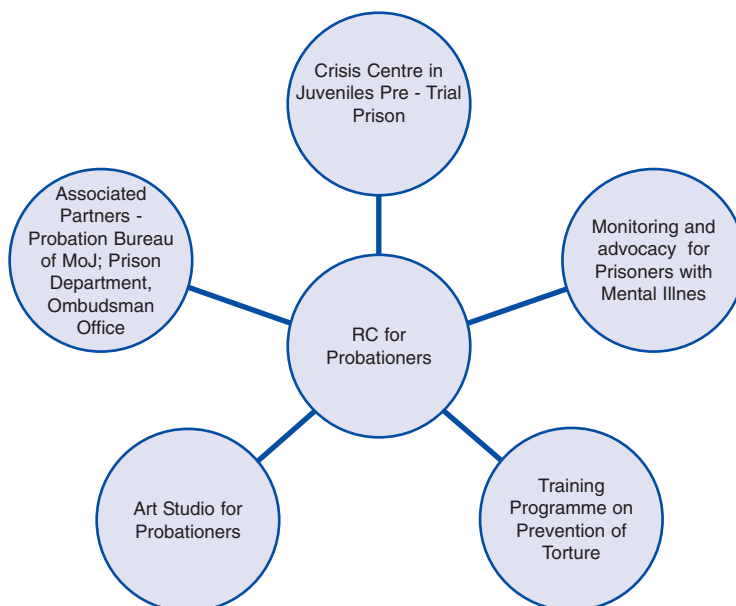 Crisis Centre in
Juveniles Pre - Trial
Prison
Associated
Partners -
Probation Bureau
of MoJ; Prison
Department,
Ombudsman
Office
Monitoring and
advocacy for
Prisoners with
Mental Illnes
RC for
Probationers
Art Studio for
Probationers
Training
Programme on
Prevention of
Torture